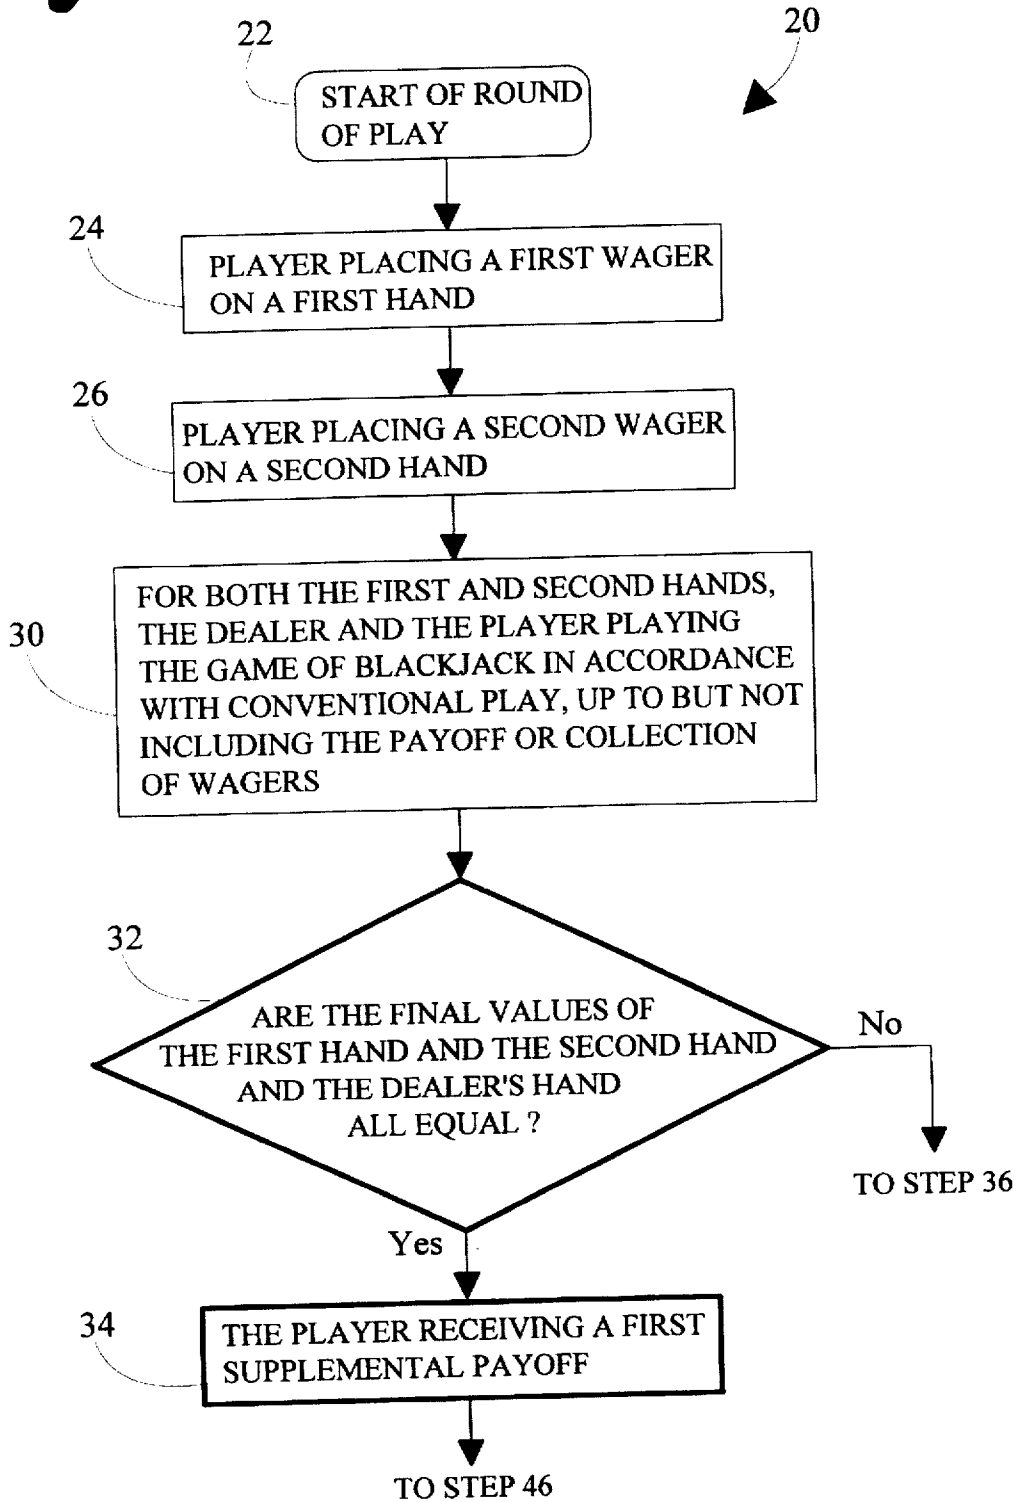 20
22
START OF ROUND
OF PLAY
24
PLAYER PLACING A FIRST WAGER
ON A FIRST HAND
26
PLAYER PLACING A SECOND WAGER
ON A SECOND HAND
30
FOR BOTH THE FIRST AND SECOND HANDS,
THE DEALER AND THE PLAYER PLAYING
THE GAME OF BLACKJACK IN ACCORDANCE
WITH CONVENTIONAL PLAY, UP TO BUT NOT
INCLUDING THE PAYOFF OR COLLECTION
OF WAGERS
32
ARE THE FINAL VALUES OF
THE FIRST HAND AND THE SECOND HAND
AND THE DEALER'S HAND
ALL EQUAL ?
No
TO STEP 36
Yes
34
THE PLAYER RECEIVING A FIRST
SUPPLEMENTAL PAYOFF
TO STEP 46